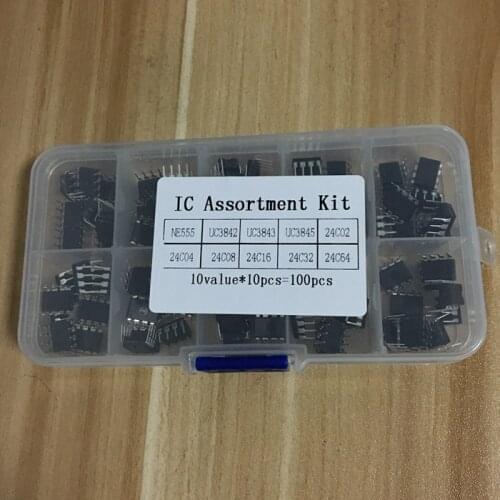 IC Assortment Kit
NE555 UC3842 UC3843 UC3845 24C02
24C04 24C08 24C16 24C32 24C64
10value*10pcs=100pcs